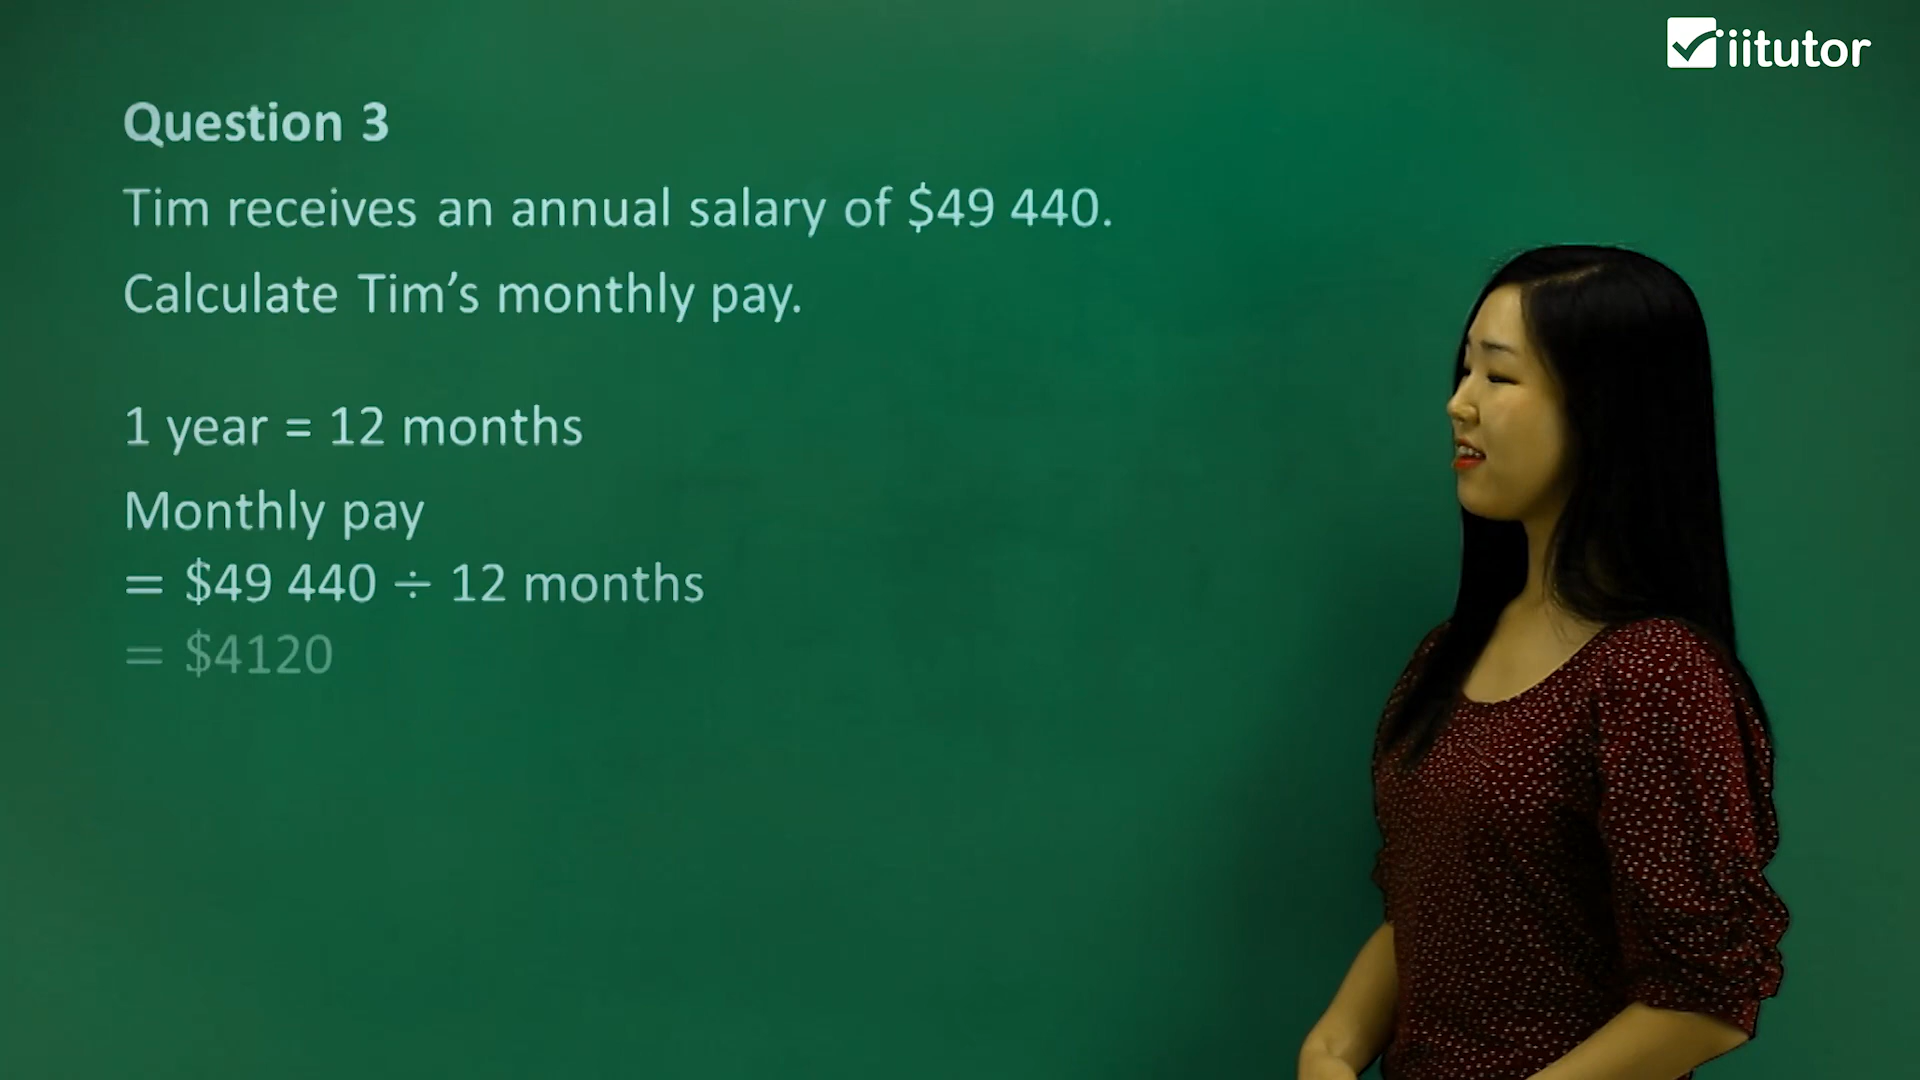 iitutor
Question 3
Tim receives an annual salary of $49 440.
Calculate Tim's monthly pay.
1 year = 12 months
Monthly pay
= $49 440 ÷ 12 months
= $4120